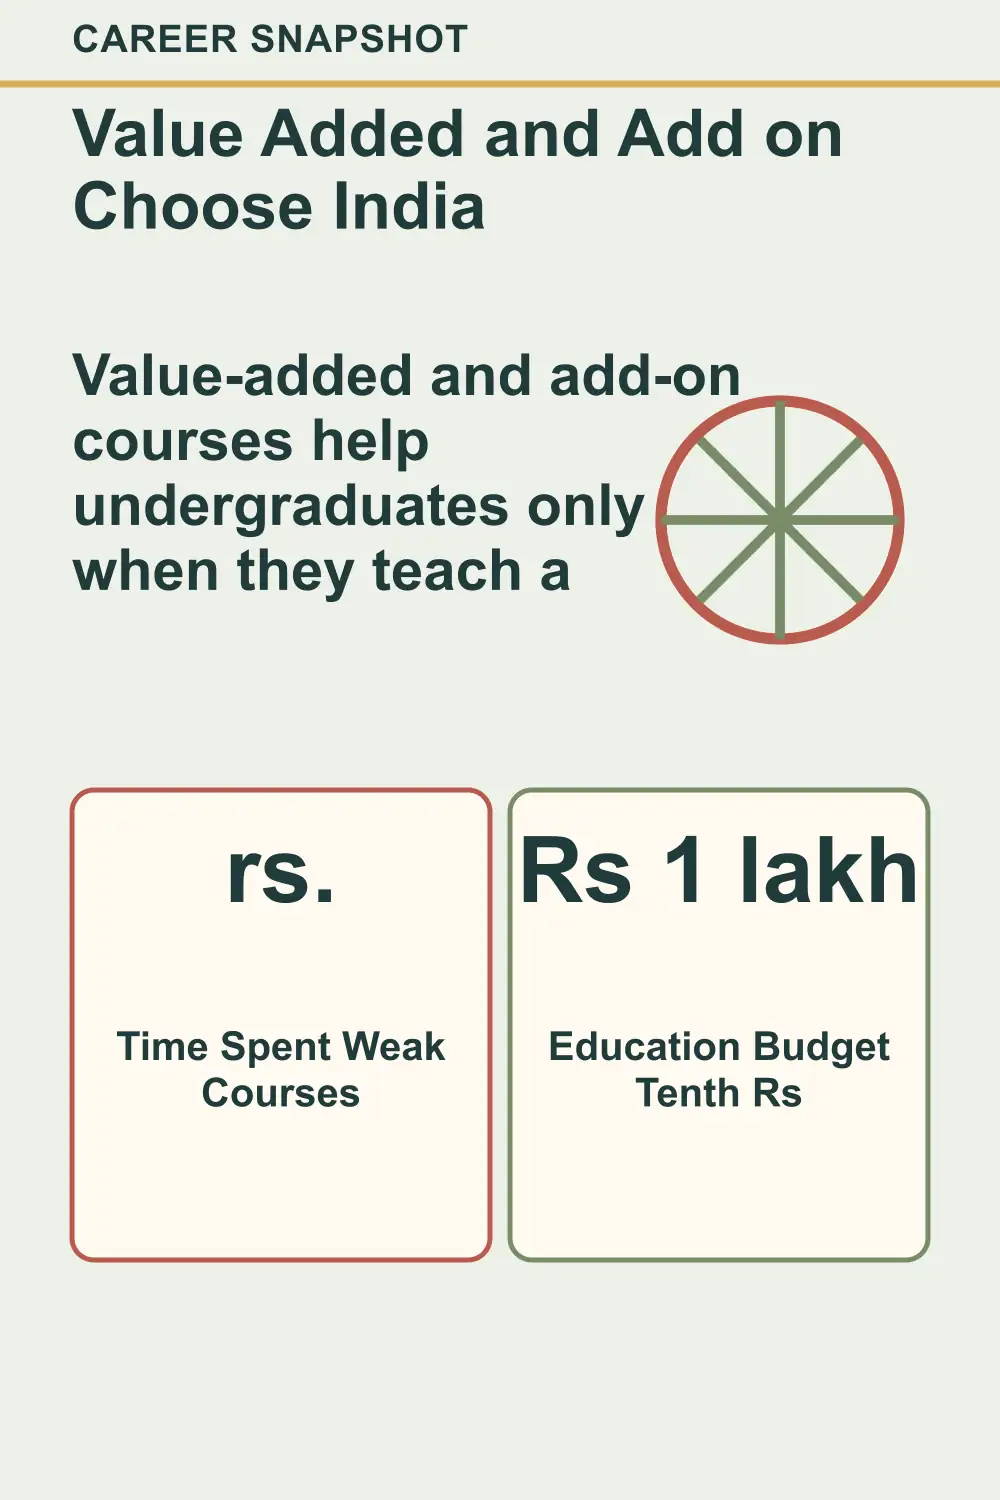 CAREER SNAPSHOT
Value Added and Add on
Choose India
Value-added and add-on
courses help
undergraduates only
when they teach a
rs.
Time Spent Weak
Courses
Rs 1 lakh
Education Budget
Tenth Rs